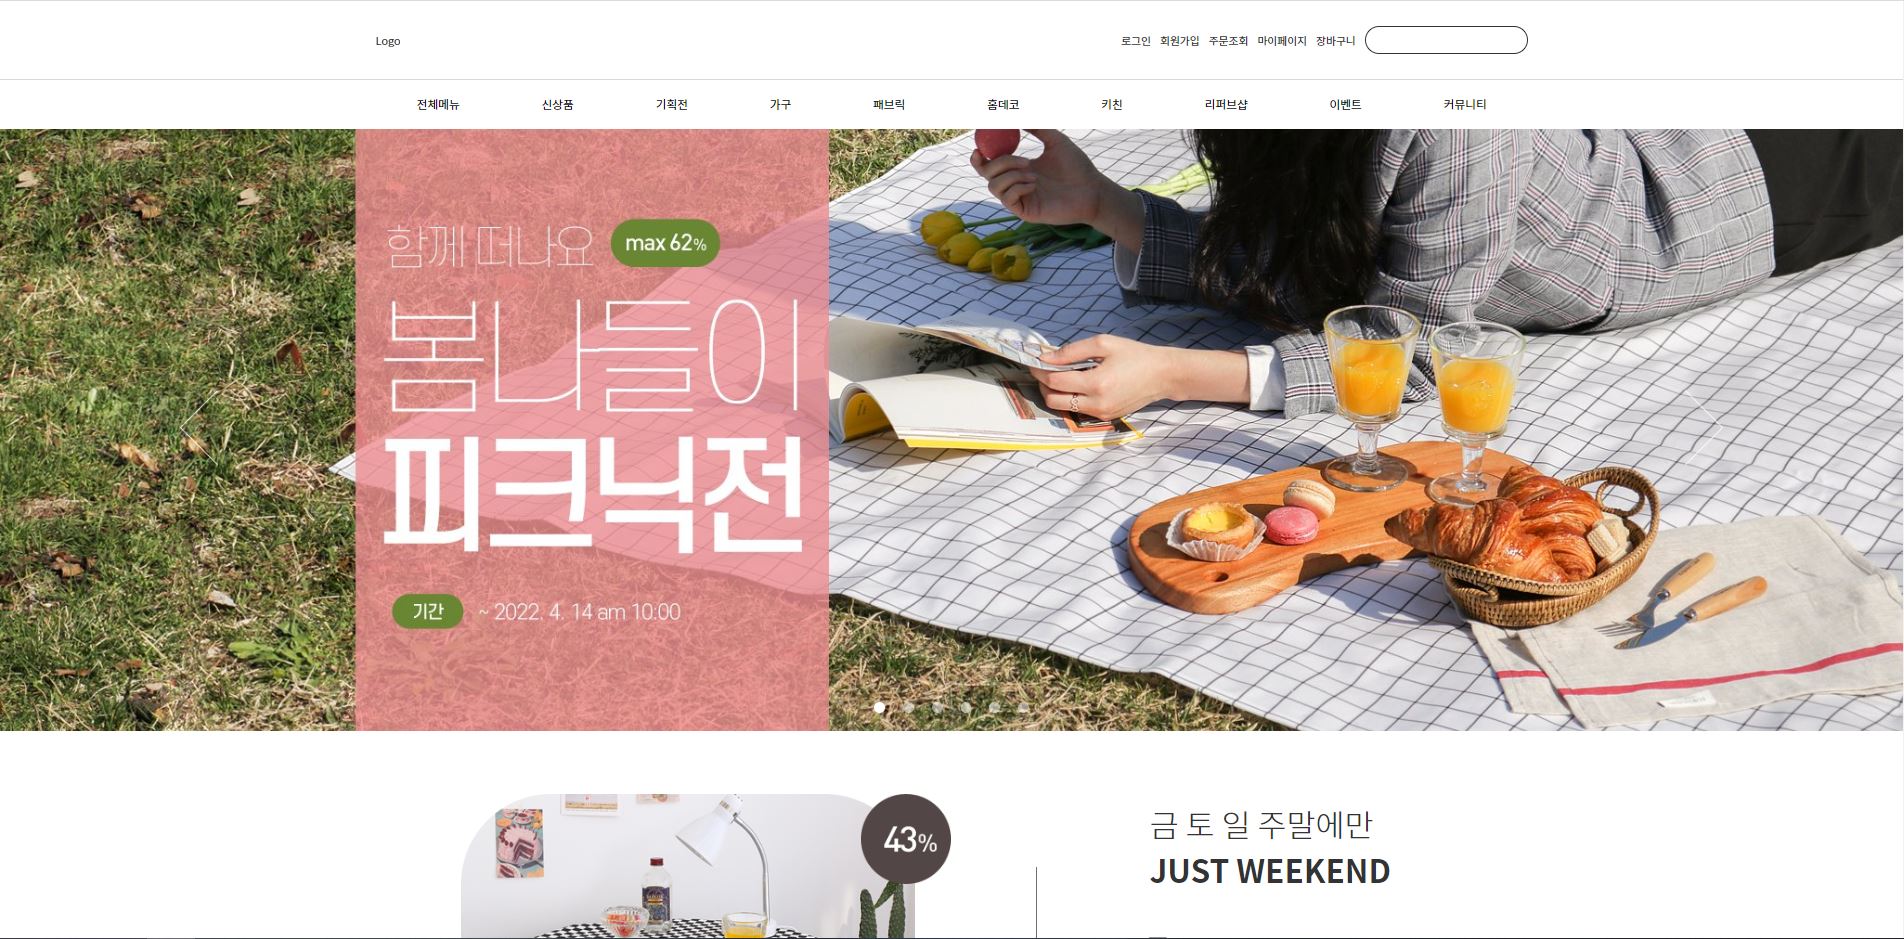 Logo
로그인 회원가입 주문조회 마이페이지 장바구니
전체메뉴 신상품 기획전 가구 패브릭 홈데코 키친 리퍼브샵 이벤트 커뮤니티
함께 떠나요 max 62%
봄나들이
피크닉전
기간 ~ 2022. 4. 14 am 10:00
43%
금 토 일 주말에만
JUST WEEKEND